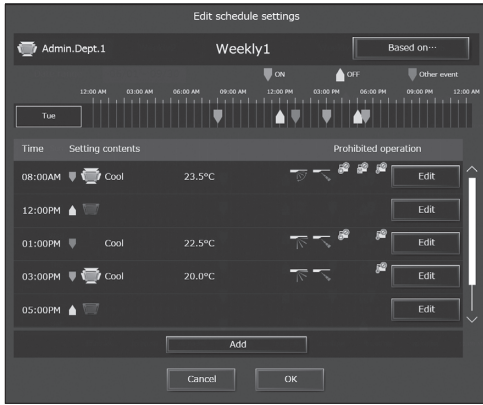 Edit schedule settings
Admin.Dept.1 Weekly1 Based on⋯
ON OFF Other event
12:00 AM 03:00 AM 06:00 AM 09:00 AM 12:00 PM 03:00 PM 06:00 PM 09:00 PM 12:00 AM
Tue
Time Setting contents Prohibited operation
08:00AM Cool 23.5°C Edit
12:00PM Edit
01:00PM Cool 22.5°C Edit
03:00PM Cool 20.0°C Edit
05:00PM Edit
Add
Cancel OK